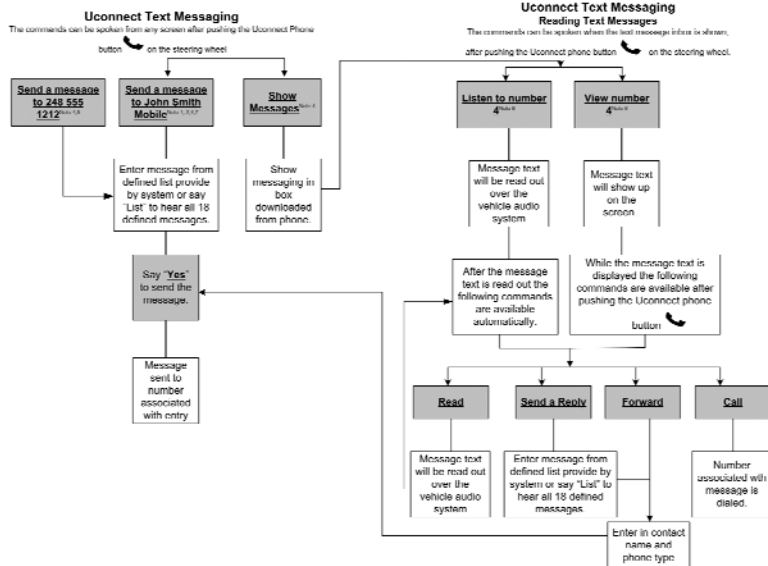 Uconnect Text Messaging
The commands can be spoken from any screen after pushing the Uconnect Phone
button on the steering wheel
Send a message
to 248 555
1212
Send a message
to John Smith
Mobile
Show
Messages
Enter message from
defined list provide
by system or say
"List" to hear all 18
defined messages.
Show
messaging in
box
downloaded
from phone.
Say "Yes"
to send the
message.
Message
sent to
number
associated
with entry
Uconnect Text Messaging
Reading Text Messages
The commands can be spoken when the text message inbox is shown,
after pushing the Uconnect phone button on the steering wheel.
Listen to number
4
View number
4
Message text
will be read out
over the
vehicle audio
system
Message text
will show up
on the
screen
After the message
text is read out the
following commands
are available
automatically.
While the message text is
displayed the following
commands are available after
pushing the Uconnect phone
button
Read
Send a Reply
Forward
Call
Message text
will be read out
over the
vehicle audio
system
Enter message from
defined list provide by
system or say "List" to
hear all 18 defined
messages.
Number
associated with
message is
dialed.
Enter in contact
name and
phone type